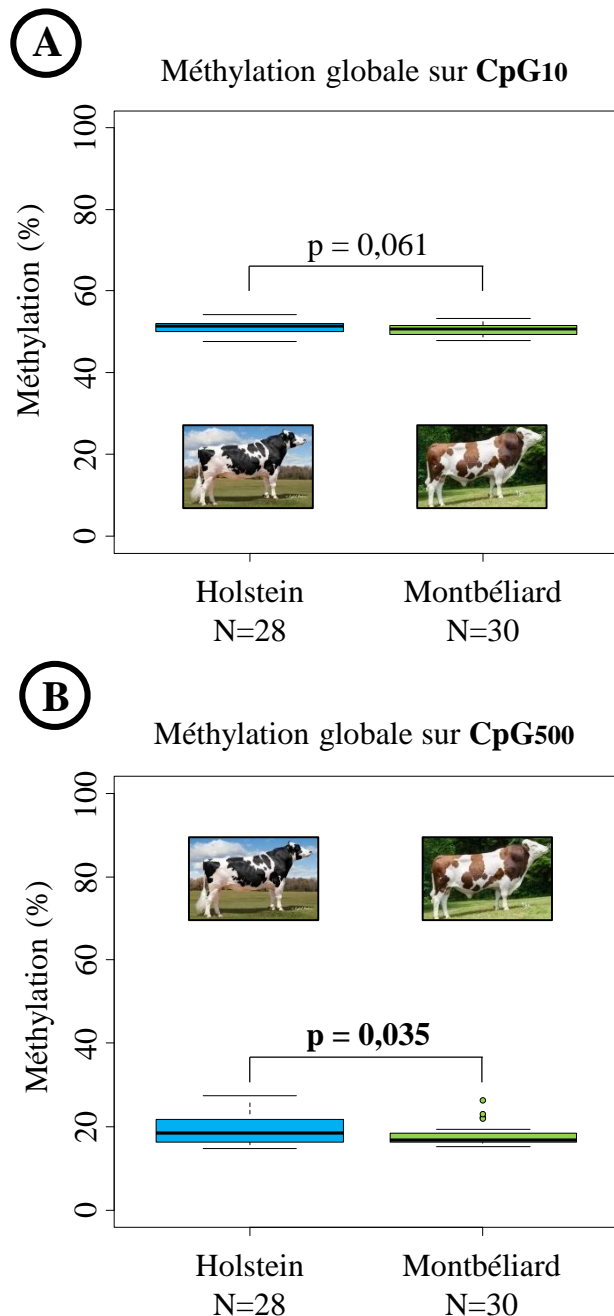 A
Méthylation globale sur CpG10
Méthylation (%)
100
80
60
40
20
0
p = 0,061
Holstein
N=28
Montbéliard
N=30
B
Méthylation globale sur CpG500
Méthylation (%)
100
80
60
40
20
0
p = 0,035
Holstein
N=28
Montbéliard
N=30